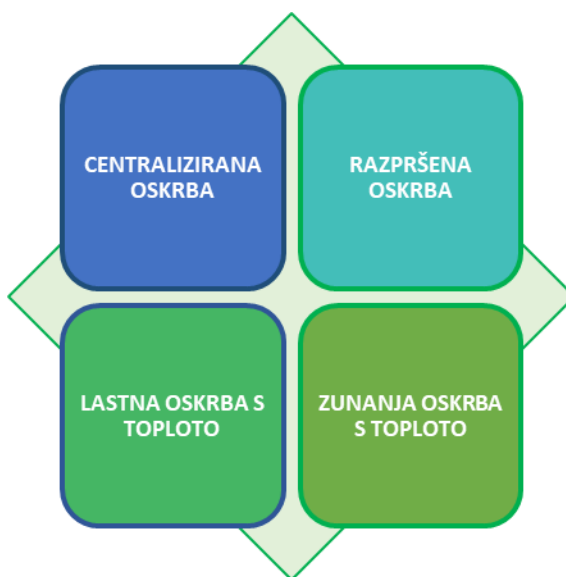 CENTRALIZIRANA
OSKRBA
RAZPRŠENA
OSKRBA
LASTNA OSKRBA S
TOPLOTO
ZUNANJA OSKRBA
S TOPLOTO